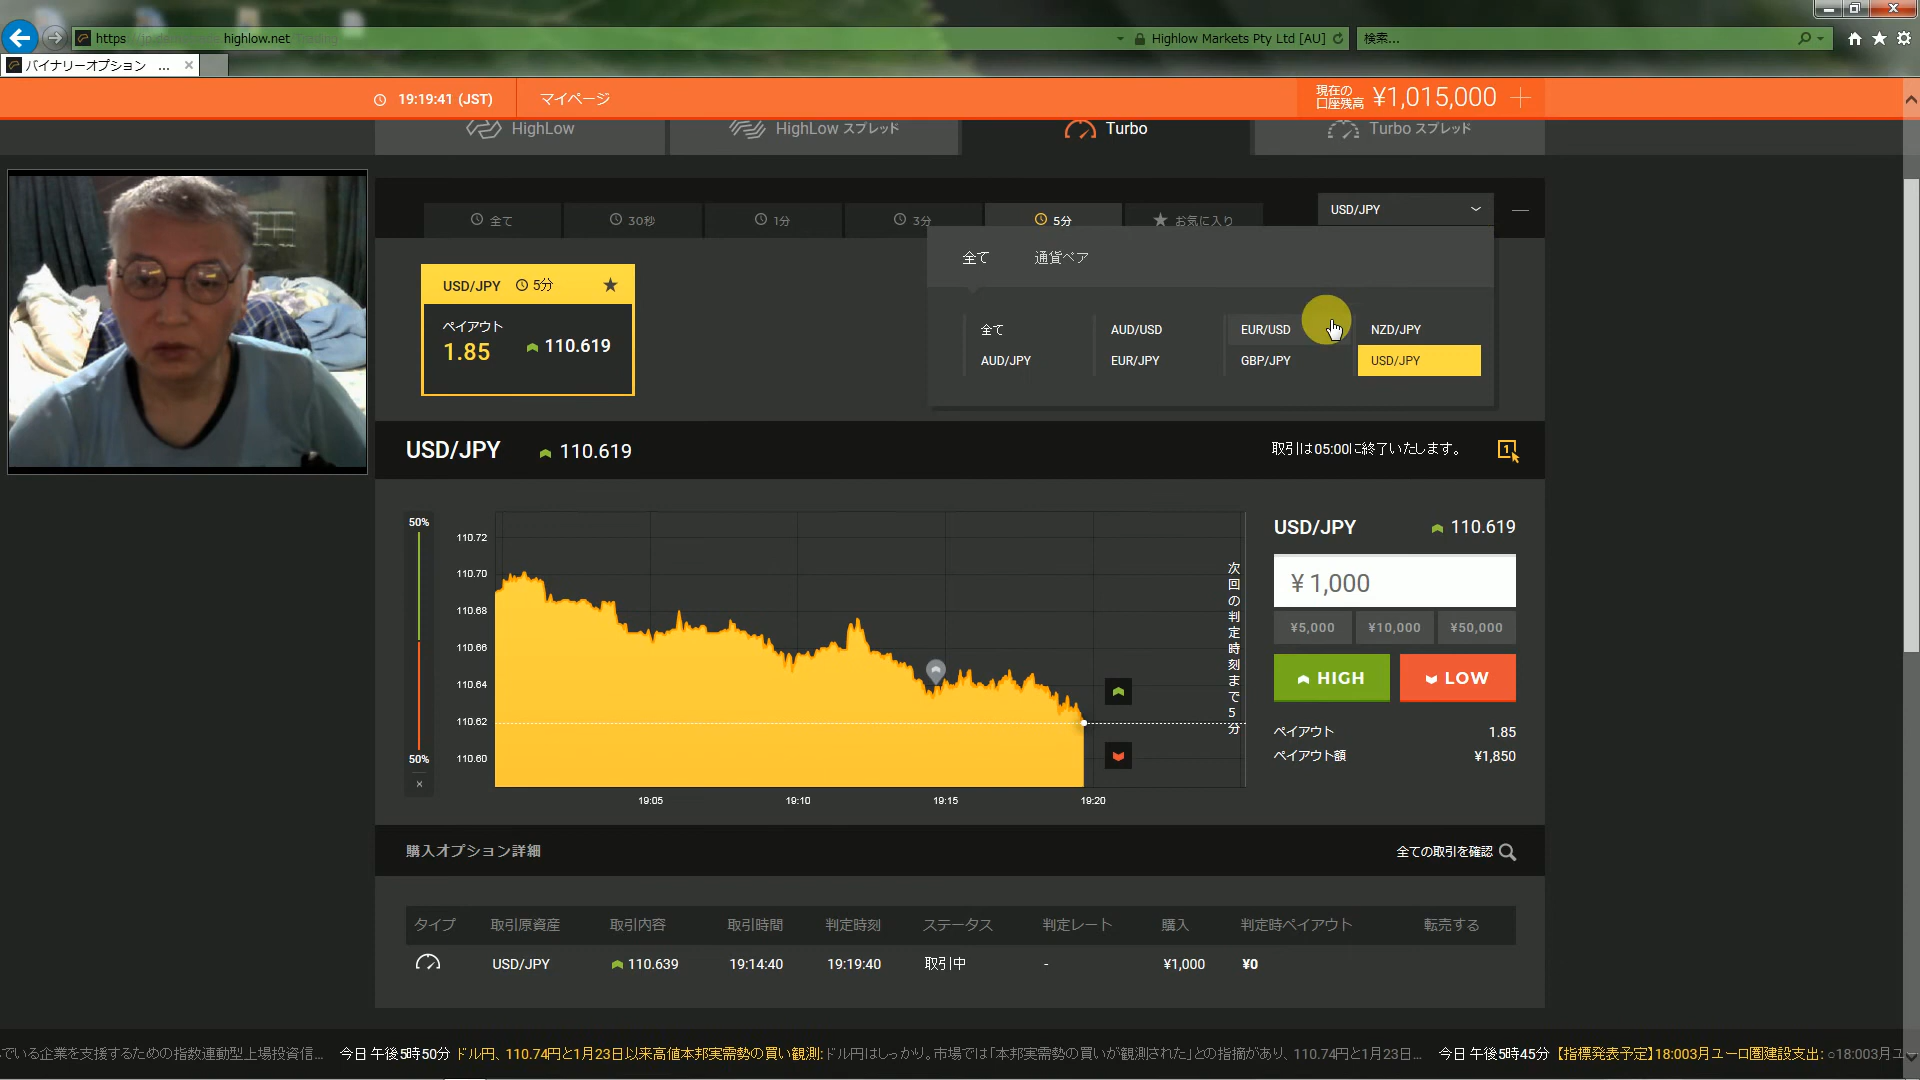 https
highlow.net
Highlow Markets Pty Ltd [AU]
検索...
バイナリーオプション ...
19:19:41 (JST)
マイページ
現在の
口座残高
¥1,015,000
HighLow
HighLow スプレッド
Turbo
Turbo スプレッド
全て
30秒
1分
3分
5分
お気に入り
USD/JPY
全て
通貨ペア
全て
AUD/USD
EUR/USD
NZD/JPY
AUD/JPY
EUR/JPY
GBP/JPY
USD/JPY
USD/JPY 5分
ペイアウト
1.85
110.619
USD/JPY
110.619
取引は05:00に終了いたします。
1
50%
50%
×
110.72
110.70
110.68
110.66
110.64
110.62
110.60
19:05
19:10
19:15
19:20
次回の判定時刻まで5分
USD/JPY
110.619
¥ 1,000
¥5,000
¥10,000
¥50,000
HIGH
LOW
ペイアウト
1.85
ペイアウト額
¥1,850
購入オプション詳細
全ての取引を確認
タイプ 取引原資産 取引内容 取引時間 判定時刻 ステータス 判定レート 購入 判定時ペイアウト 転売する
USD/JPY 110.639 19:14:40 19:19:40 取引中 - ¥1,000 ¥0
ている企業を支援するための指数連動型上場投資信... 今日 午後5時50分 ドル円、110.74円と1月23日以来高値本邦実需勢の買い観測:ドル円はしっかり。市場では「本邦実需勢の買いが観測された」との指摘があり、110.74円と1月23日... 今日 午後5時45分 【指標発表予定】18:003月ユーロ圏建設支出: ○18:003月ユ